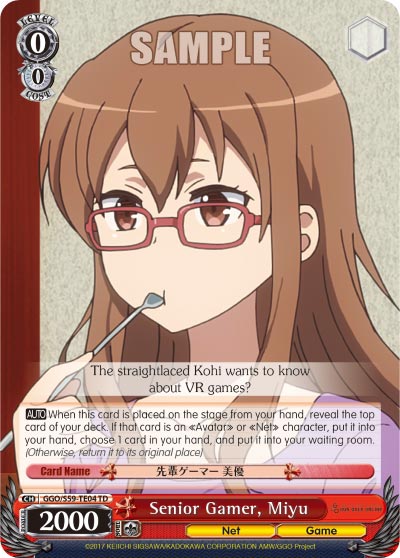 LEVEL
0
0
COST
SAMPLE
The straightlaced Kohi wants to know
about VR games?
AUTO When this card is placed on the stage from your hand, reveal the top
card of your deck. If that card is an «Avatar» or «Net» character, put it into
your hand, choose 1 card in your hand, and put it into your waiting room.
(Otherwise, return it to its original place)
Card Name 先輩ゲーマー 美優
CH GGO/S59-TE04 TD
POWER 2000
Senior Gamer, Miyu
Net Game
©2017 KEIICHI SIGSAWA/KADOKAWA CORPORATION AMW/GGO Project